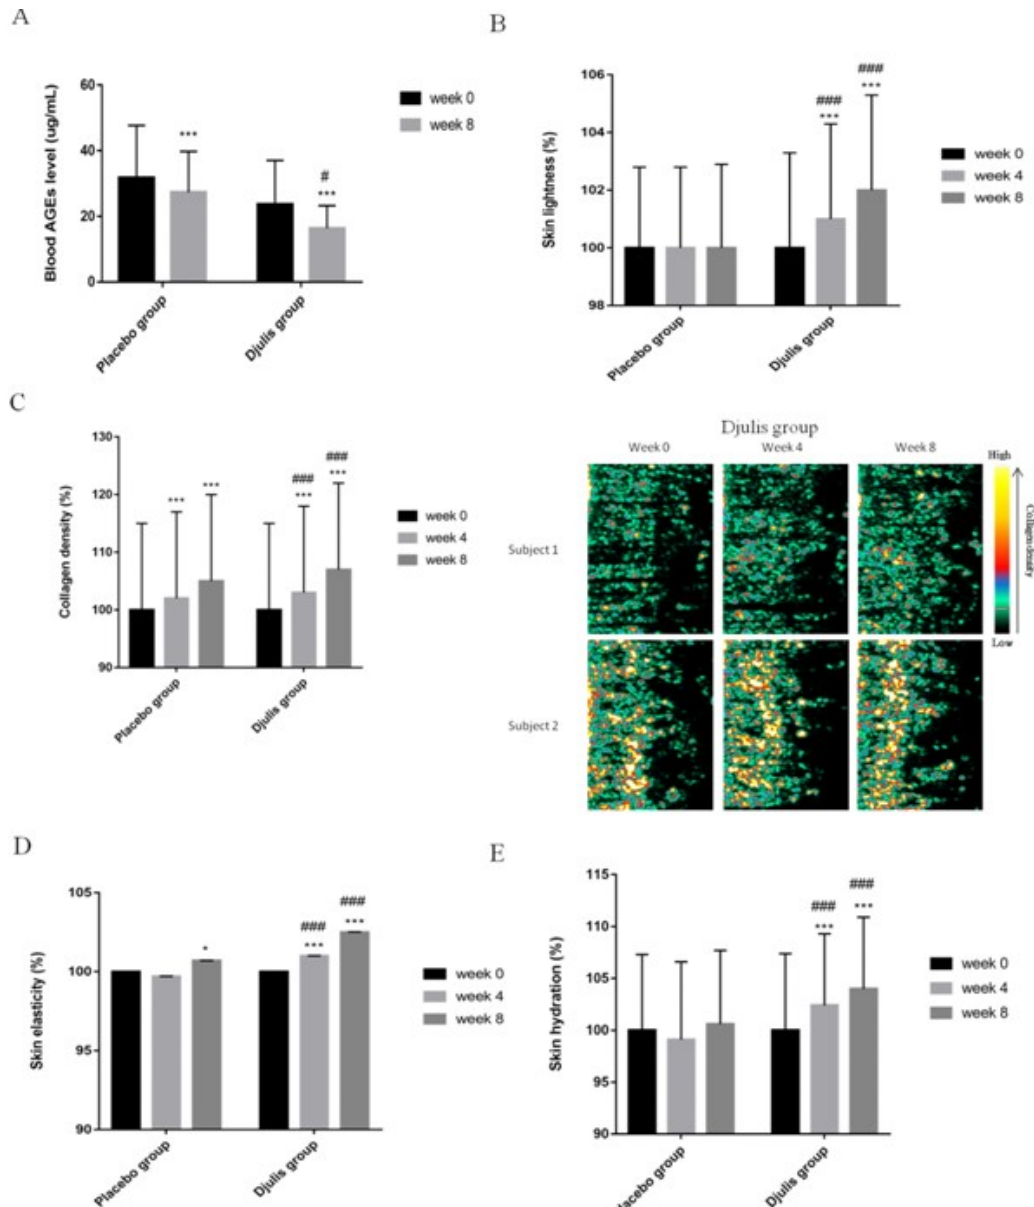 A
Blood AGEs level (ug/mL)
60
40
20
0
***
#
***
week 0
week 8
Placebo group
Djulis group
B
Skin lightness (%)
106
104
102
100
98
###
***
###
***
week 0
week 4
week 8
Placebo group
Djulis group
C
Collagen density (%)
130
120
110
100
90
***
***
###
***
###
***
week 0
week 4
week 8
Placebo group
Djulis group
Djulis group
Week 0 Week 4 Week 8
Subject 1
Subject 2
High
Collagen density
Low
D
Skin elasticity (%)
105
100
95
90
*
###
***
###
***
week 0
week 4
week 8
Placebo group
Djulis group
E
Skin hydration (%)
115
110
105
100
95
90
###
***
###
***
week 0
week 4
week 8
Placebo group
Djulis group